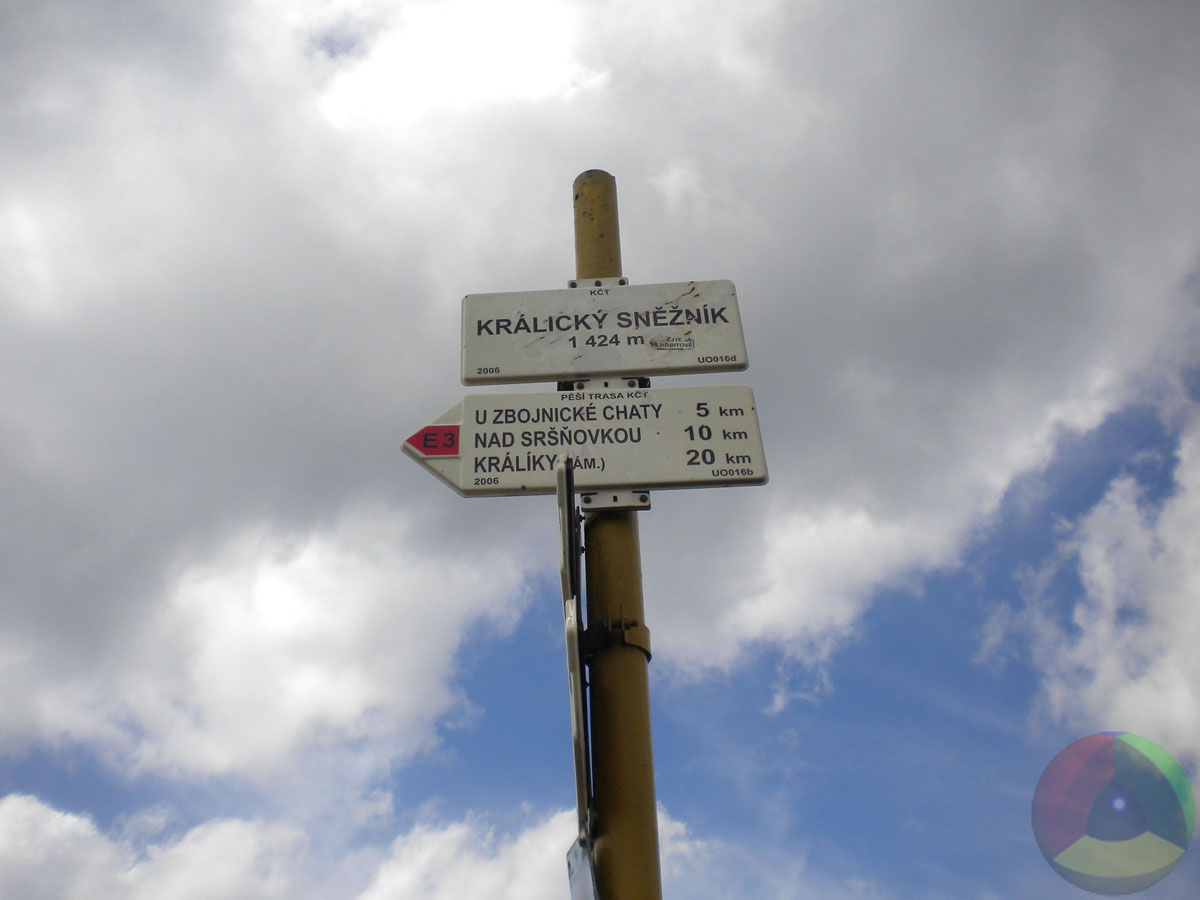 KČT
KRÁLICKÝ SNĚŽNÍK
1 424 m
2006 UO016d
PĚŠÍ TRASA KČT
U ZBOJNICKÉ CHATY 5 km
E3 NAD SRŠŇOVKOU 10 km
KRÁLÍKY 20 km
2006 UO016b